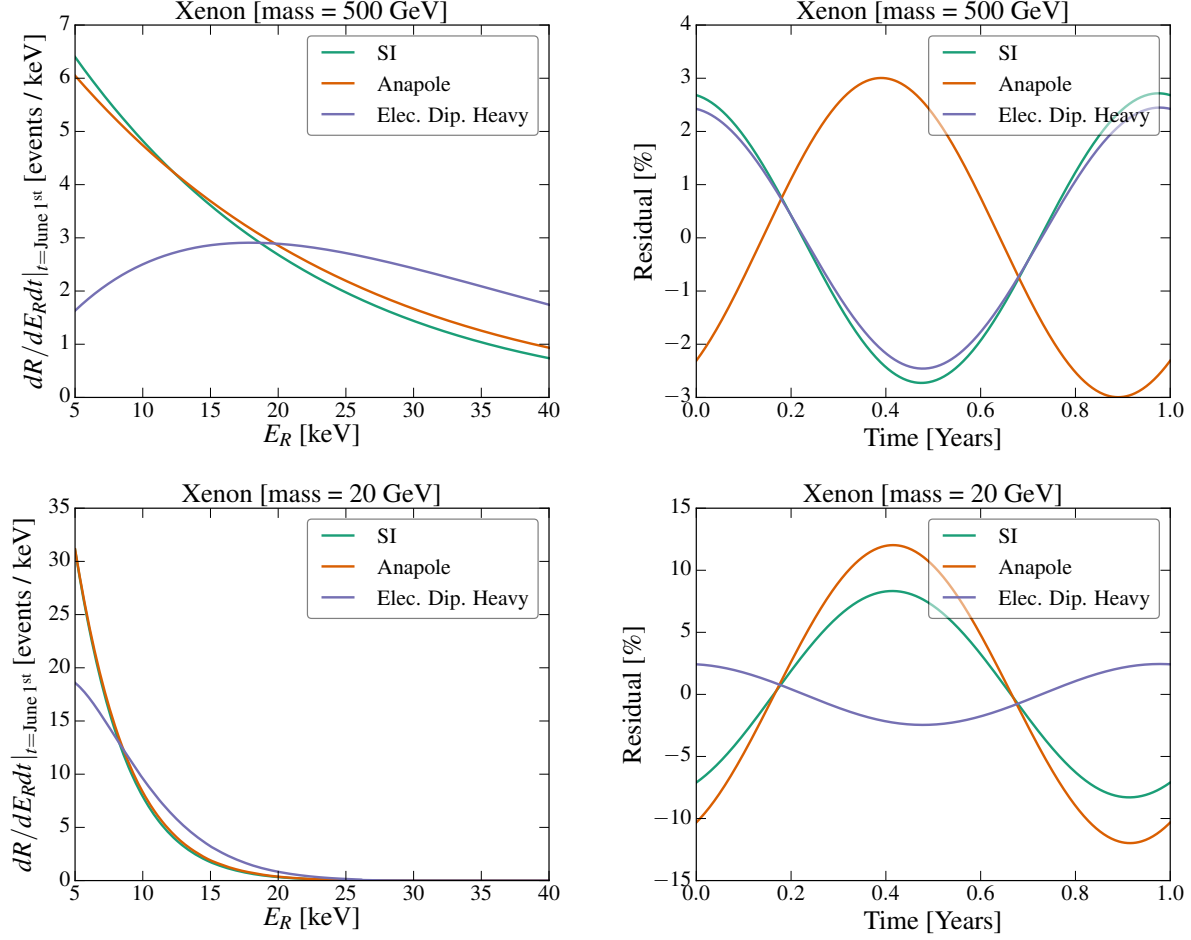 Xenon [mass = 500 GeV]
dR/dE_R dt|_{t=June 1st} [events / keV]
7
6
5
4
3
2
1
0
SI
Anapole
Elec. Dip. Heavy
5 10 15 20 25 30 35 40
E_R [keV]
Xenon [mass = 500 GeV]
Residual [%]
4
3
2
1
0
−1
−2
−3
SI
Anapole
Elec. Dip. Heavy
0.0 0.2 0.4 0.6 0.8 1.0
Time [Years]
Xenon [mass = 20 GeV]
dR/dE_R dt|_{t=June 1st} [events / keV]
35
30
25
20
15
10
5
0
SI
Anapole
Elec. Dip. Heavy
5 10 15 20 25 30 35 40
E_R [keV]
Xenon [mass = 20 GeV]
Residual [%]
15
10
5
0
−5
−10
−15
SI
Anapole
Elec. Dip. Heavy
0.0 0.2 0.4 0.6 0.8 1.0
Time [Years]